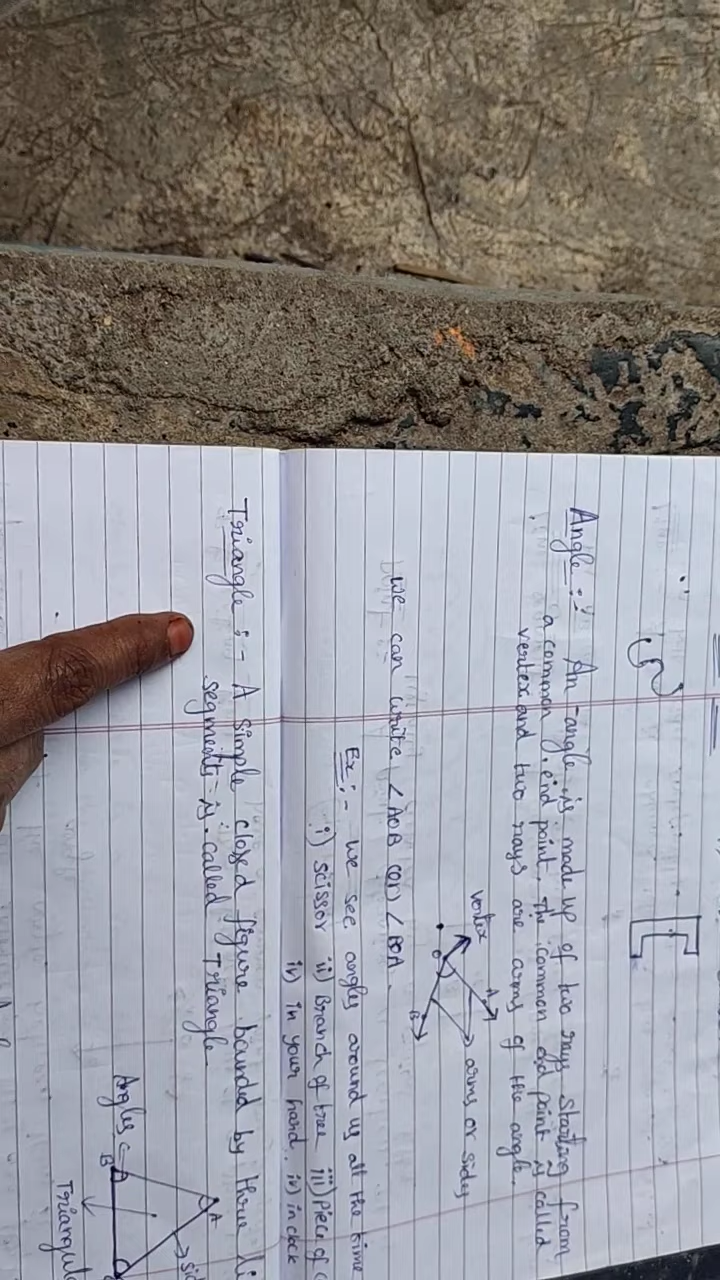 Angle :- An angle is made up of two rays starting from
a common end point. The common end point is called
vertex and two rays are arms of the angle.
vertex
A
O
arms or sides
B
we can write ∠AOB (or) ∠BOA.
Ex :- we see angles around us all the time
i) scissor ii) Branch of tree iii) piece of
iv) in your hand.. iv) in clock
Triangle :- A simple closed figure bounded by three
segments is called Triangle.
A
Angles
B